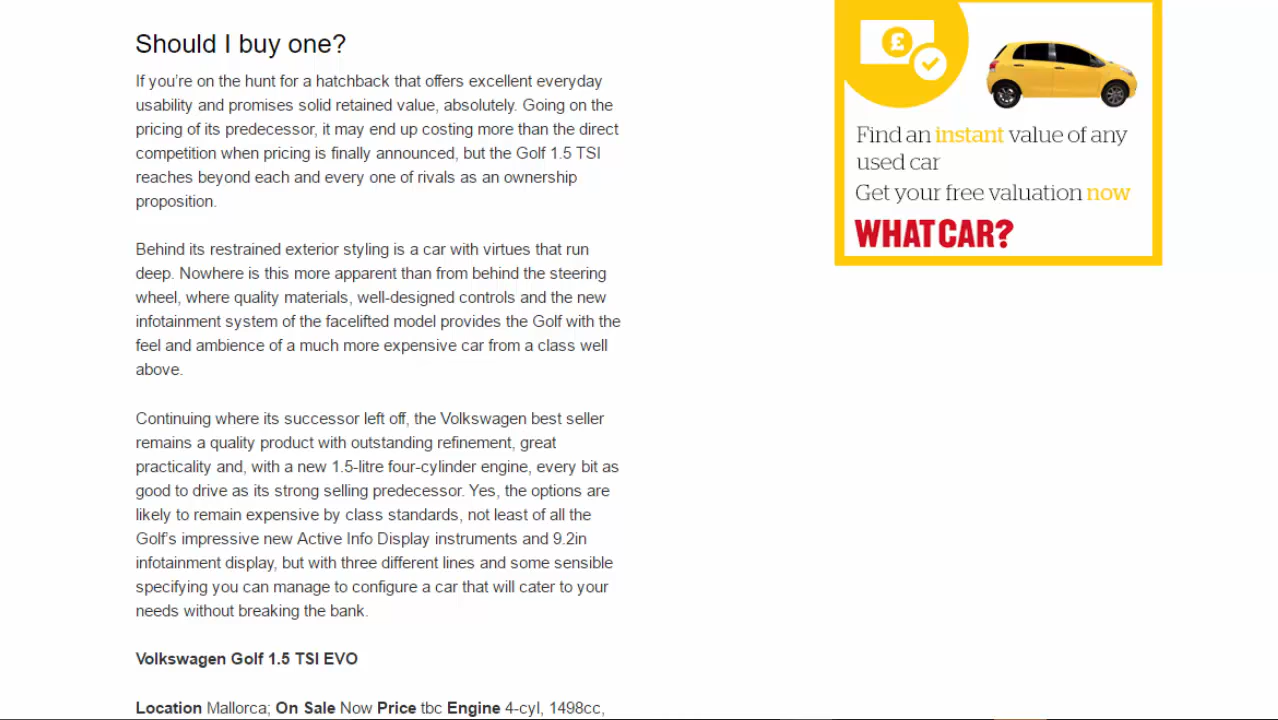 Should I buy one?
If you’re on the hunt for a hatchback that offers excellent everyday
usability and promises solid retained value, absolutely. Going on the
pricing of its predecessor, it may end up costing more than the direct
competition when pricing is finally announced, but the Golf 1.5 TSI
reaches beyond each and every one of rivals as an ownership
proposition.
Behind its restrained exterior styling is a car with virtues that run
deep. Nowhere is this more apparent than from behind the steering
wheel, where quality materials, well-designed controls and the new
infotainment system of the facelifted model provides the Golf with the
feel and ambience of a much more expensive car from a class well
above.
Continuing where its successor left off, the Volkswagen best seller
remains a quality product with outstanding refinement, great
practicality and, with a new 1.5-litre four-cylinder engine, every bit as
good to drive as its strong selling predecessor. Yes, the options are
likely to remain expensive by class standards, not least of all the
Golf’s impressive new Active Info Display instruments and 9.2in
infotainment display, but with three different lines and some sensible
specifying you can manage to configure a car that will cater to your
needs without breaking the bank.
Volkswagen Golf 1.5 TSI EVO
Location Mallorca; On Sale Now Price tbc Engine 4-cyl, 1498cc,
£
Find an instant value of any
used car
Get your free valuation now
WHAT CAR?